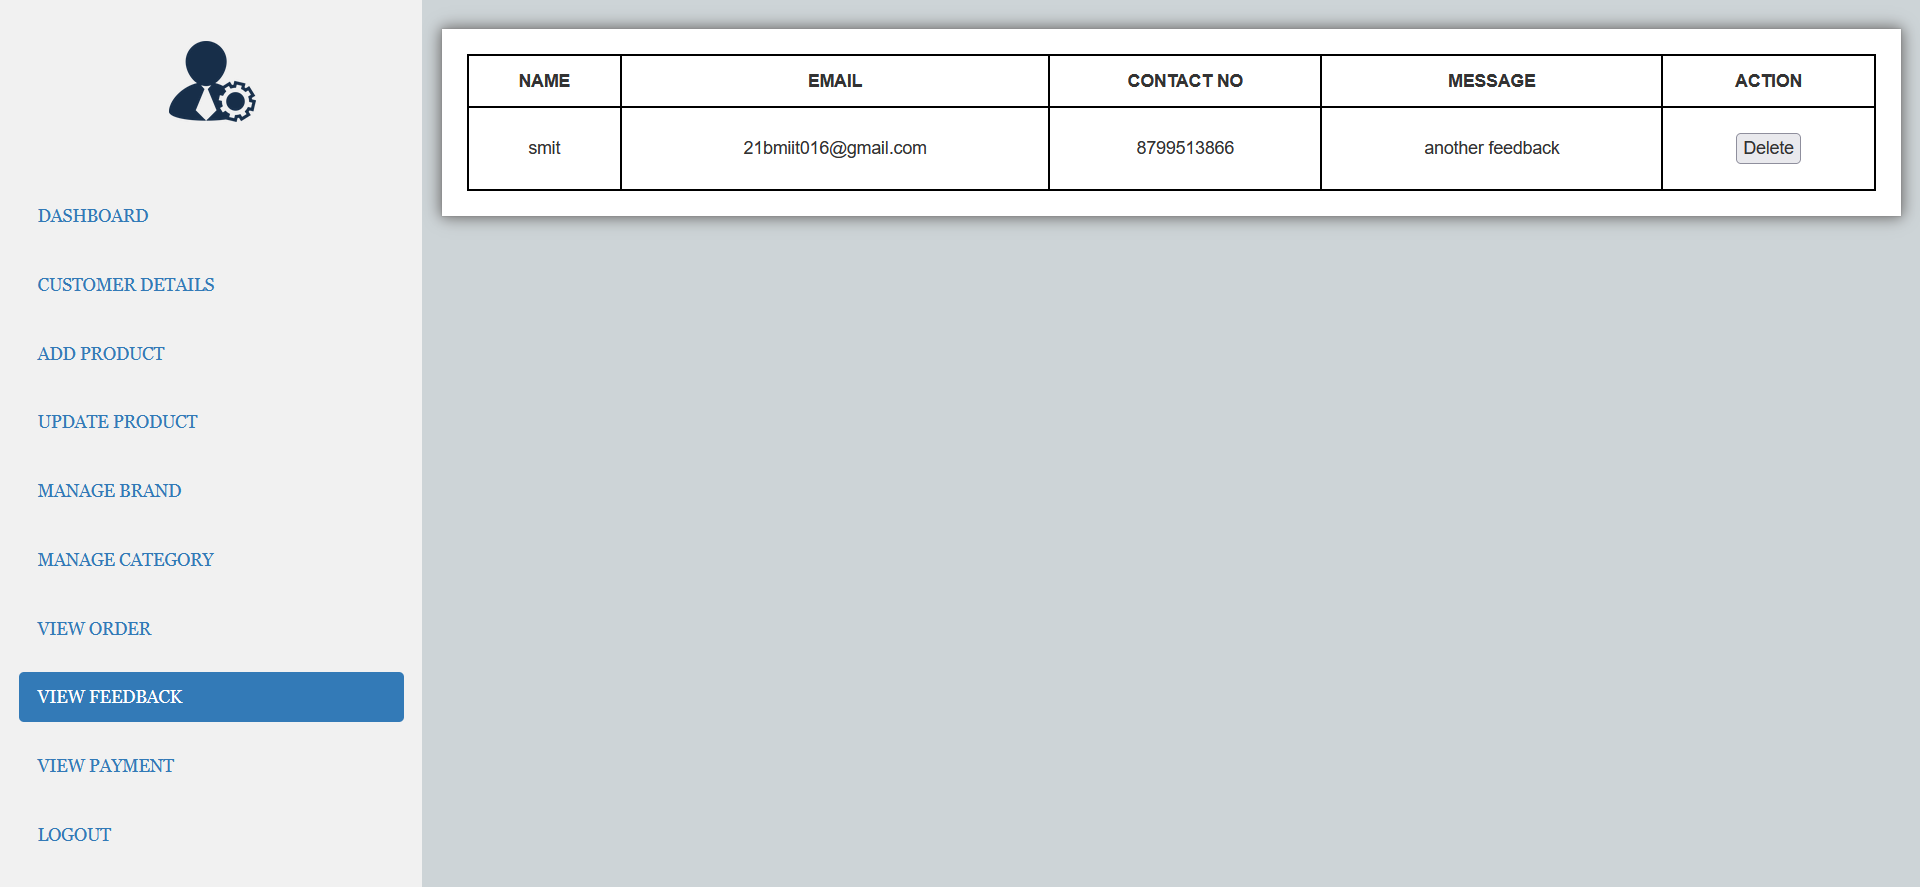 DASHBOARD
CUSTOMER DETAILS
ADD PRODUCT
UPDATE PRODUCT
MANAGE BRAND
MANAGE CATEGORY
VIEW ORDER
VIEW FEEDBACK
VIEW PAYMENT
LOGOUT
NAME EMAIL CONTACT NO MESSAGE ACTION
smit 21bmiit016@gmail.com 8799513866 another feedback Delete